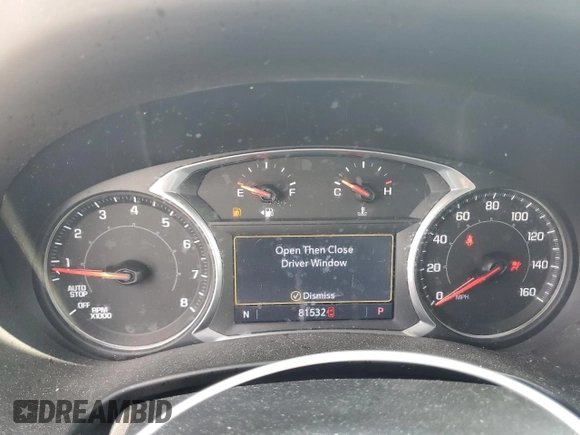 E F
C H
1 2 3 4 5 6 7 8
AUTO
STOP
OFF
RPM
X1000
Open Then Close
Driver Window
Dismiss
N 81532 P
0 20 40 60 80 100 120 140 160
MPH
DREAMBID